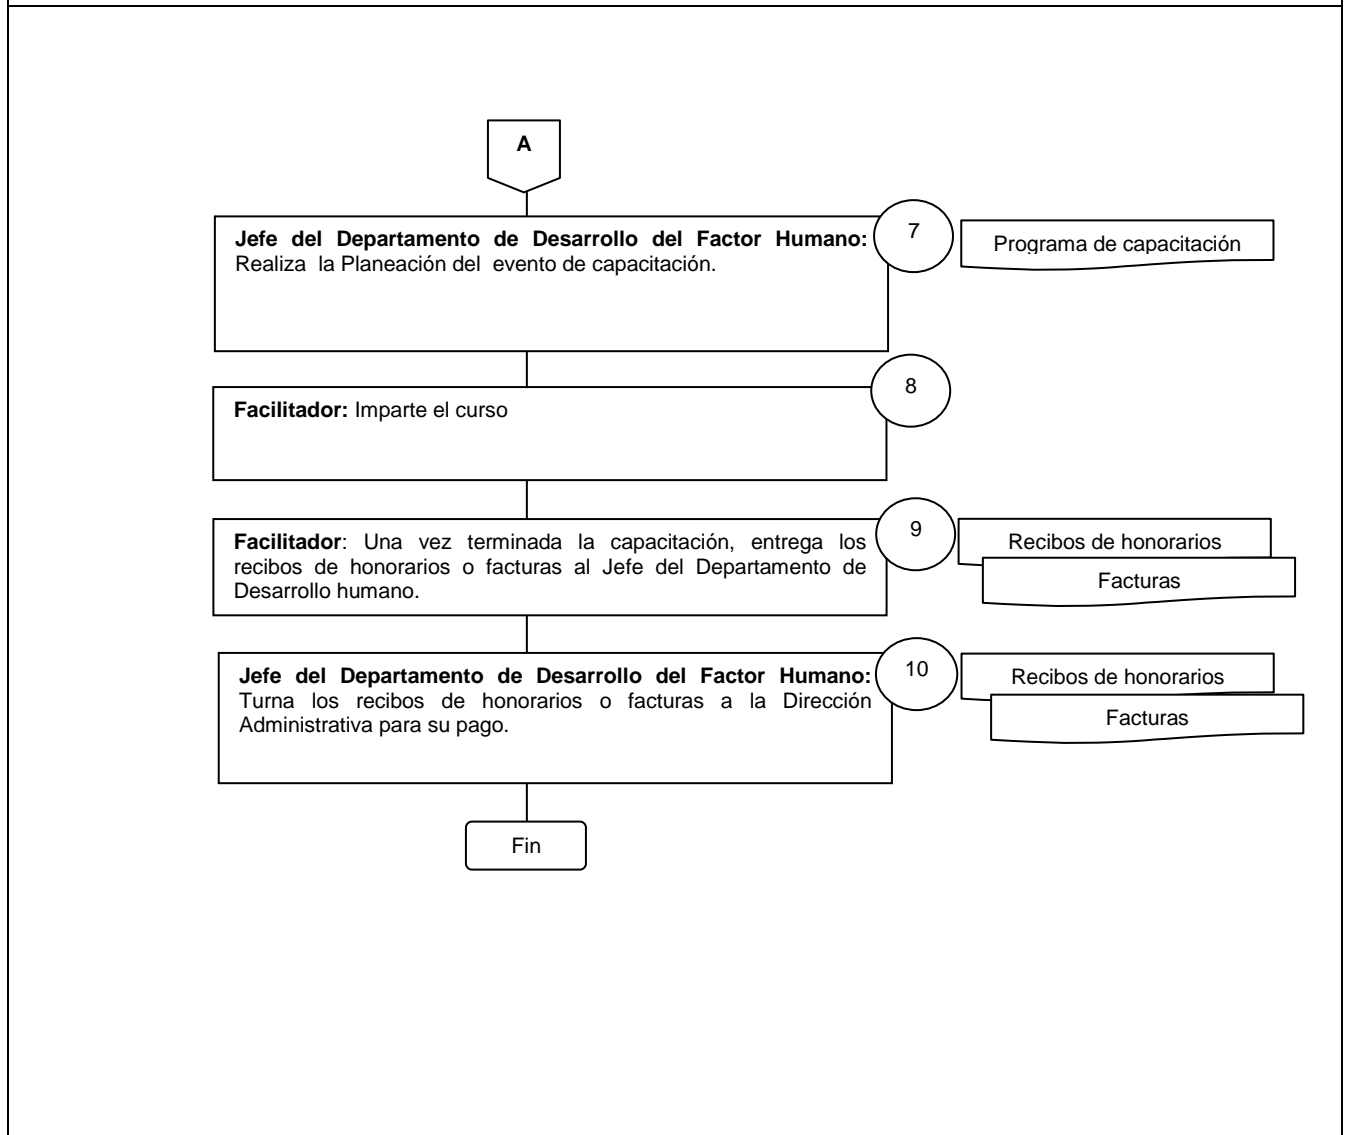 A
Jefe del Departamento de Desarrollo del Factor Humano:
Realiza la Planeación del evento de capacitación.
7
Programa de capacitación
Facilitador: Imparte el curso
8
Facilitador: Una vez terminada la capacitación, entrega los
recibos de honorarios o facturas al Jefe del Departamento de
Desarrollo humano.
9
Recibos de honorarios
Facturas
Jefe del Departamento de Desarrollo del Factor Humano:
Turna los recibos de honorarios o facturas a la Dirección
Administrativa para su pago.
10
Recibos de honorarios
Facturas
Fin